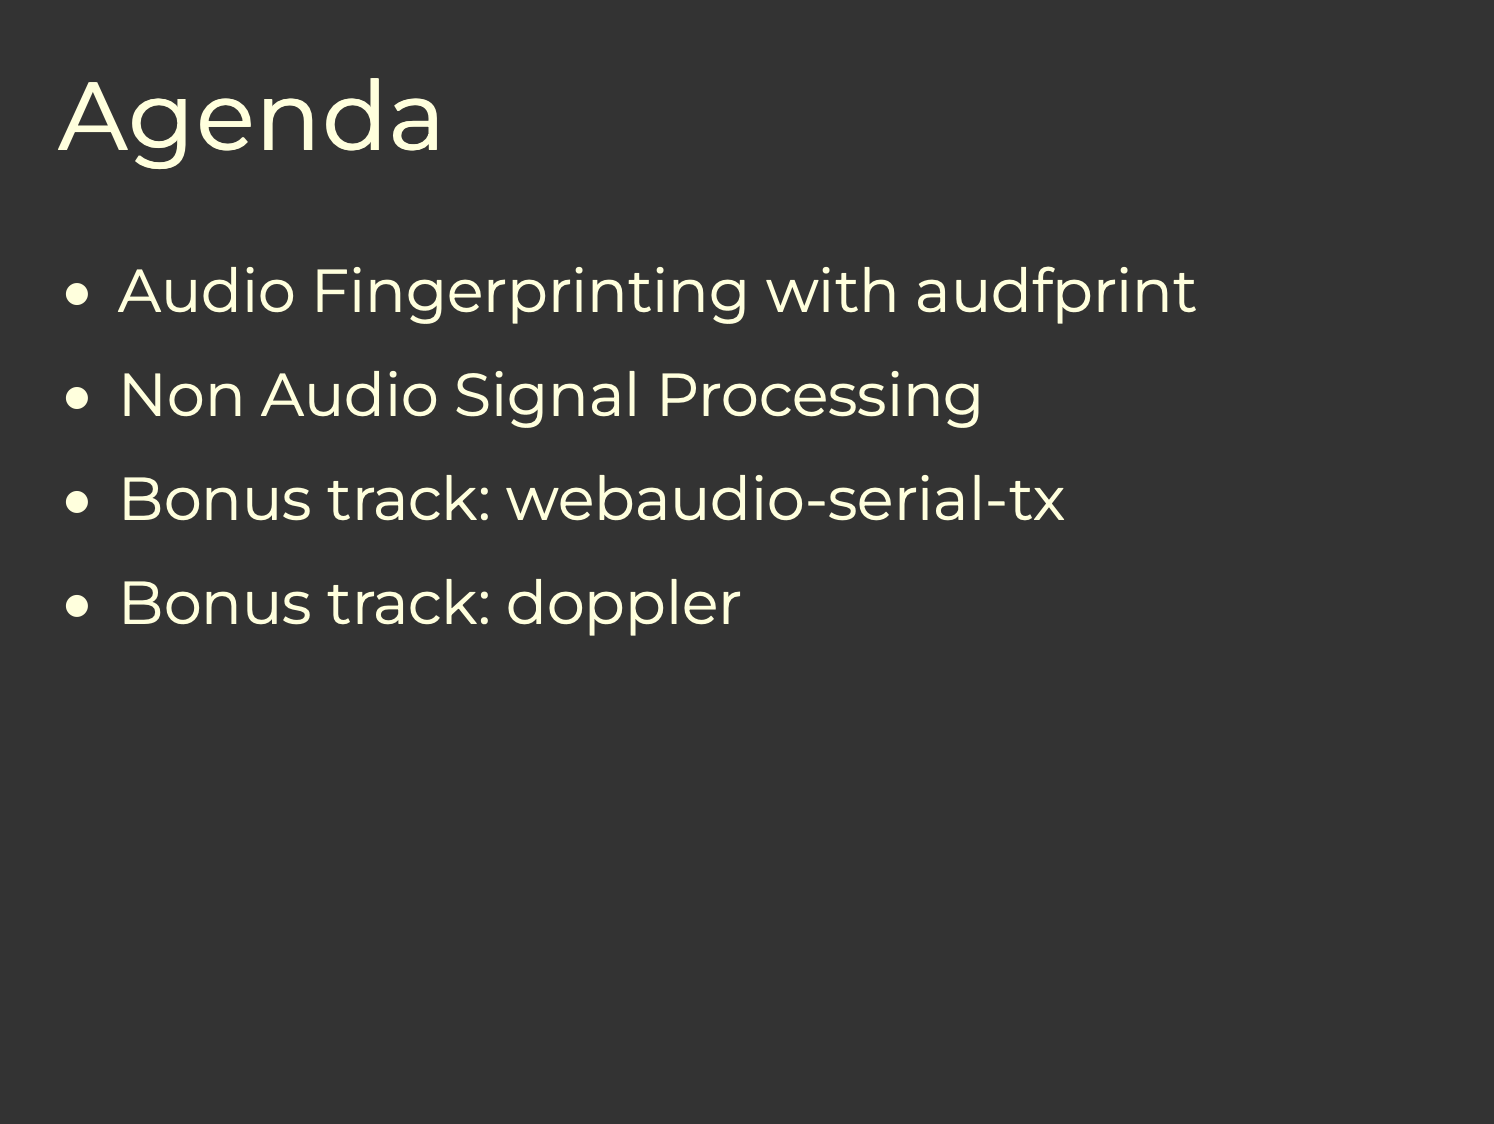 Agenda
• Audio Fingerprinting with audfprint
• Non Audio Signal Processing
• Bonus track: webaudio-serial-tx
• Bonus track: doppler